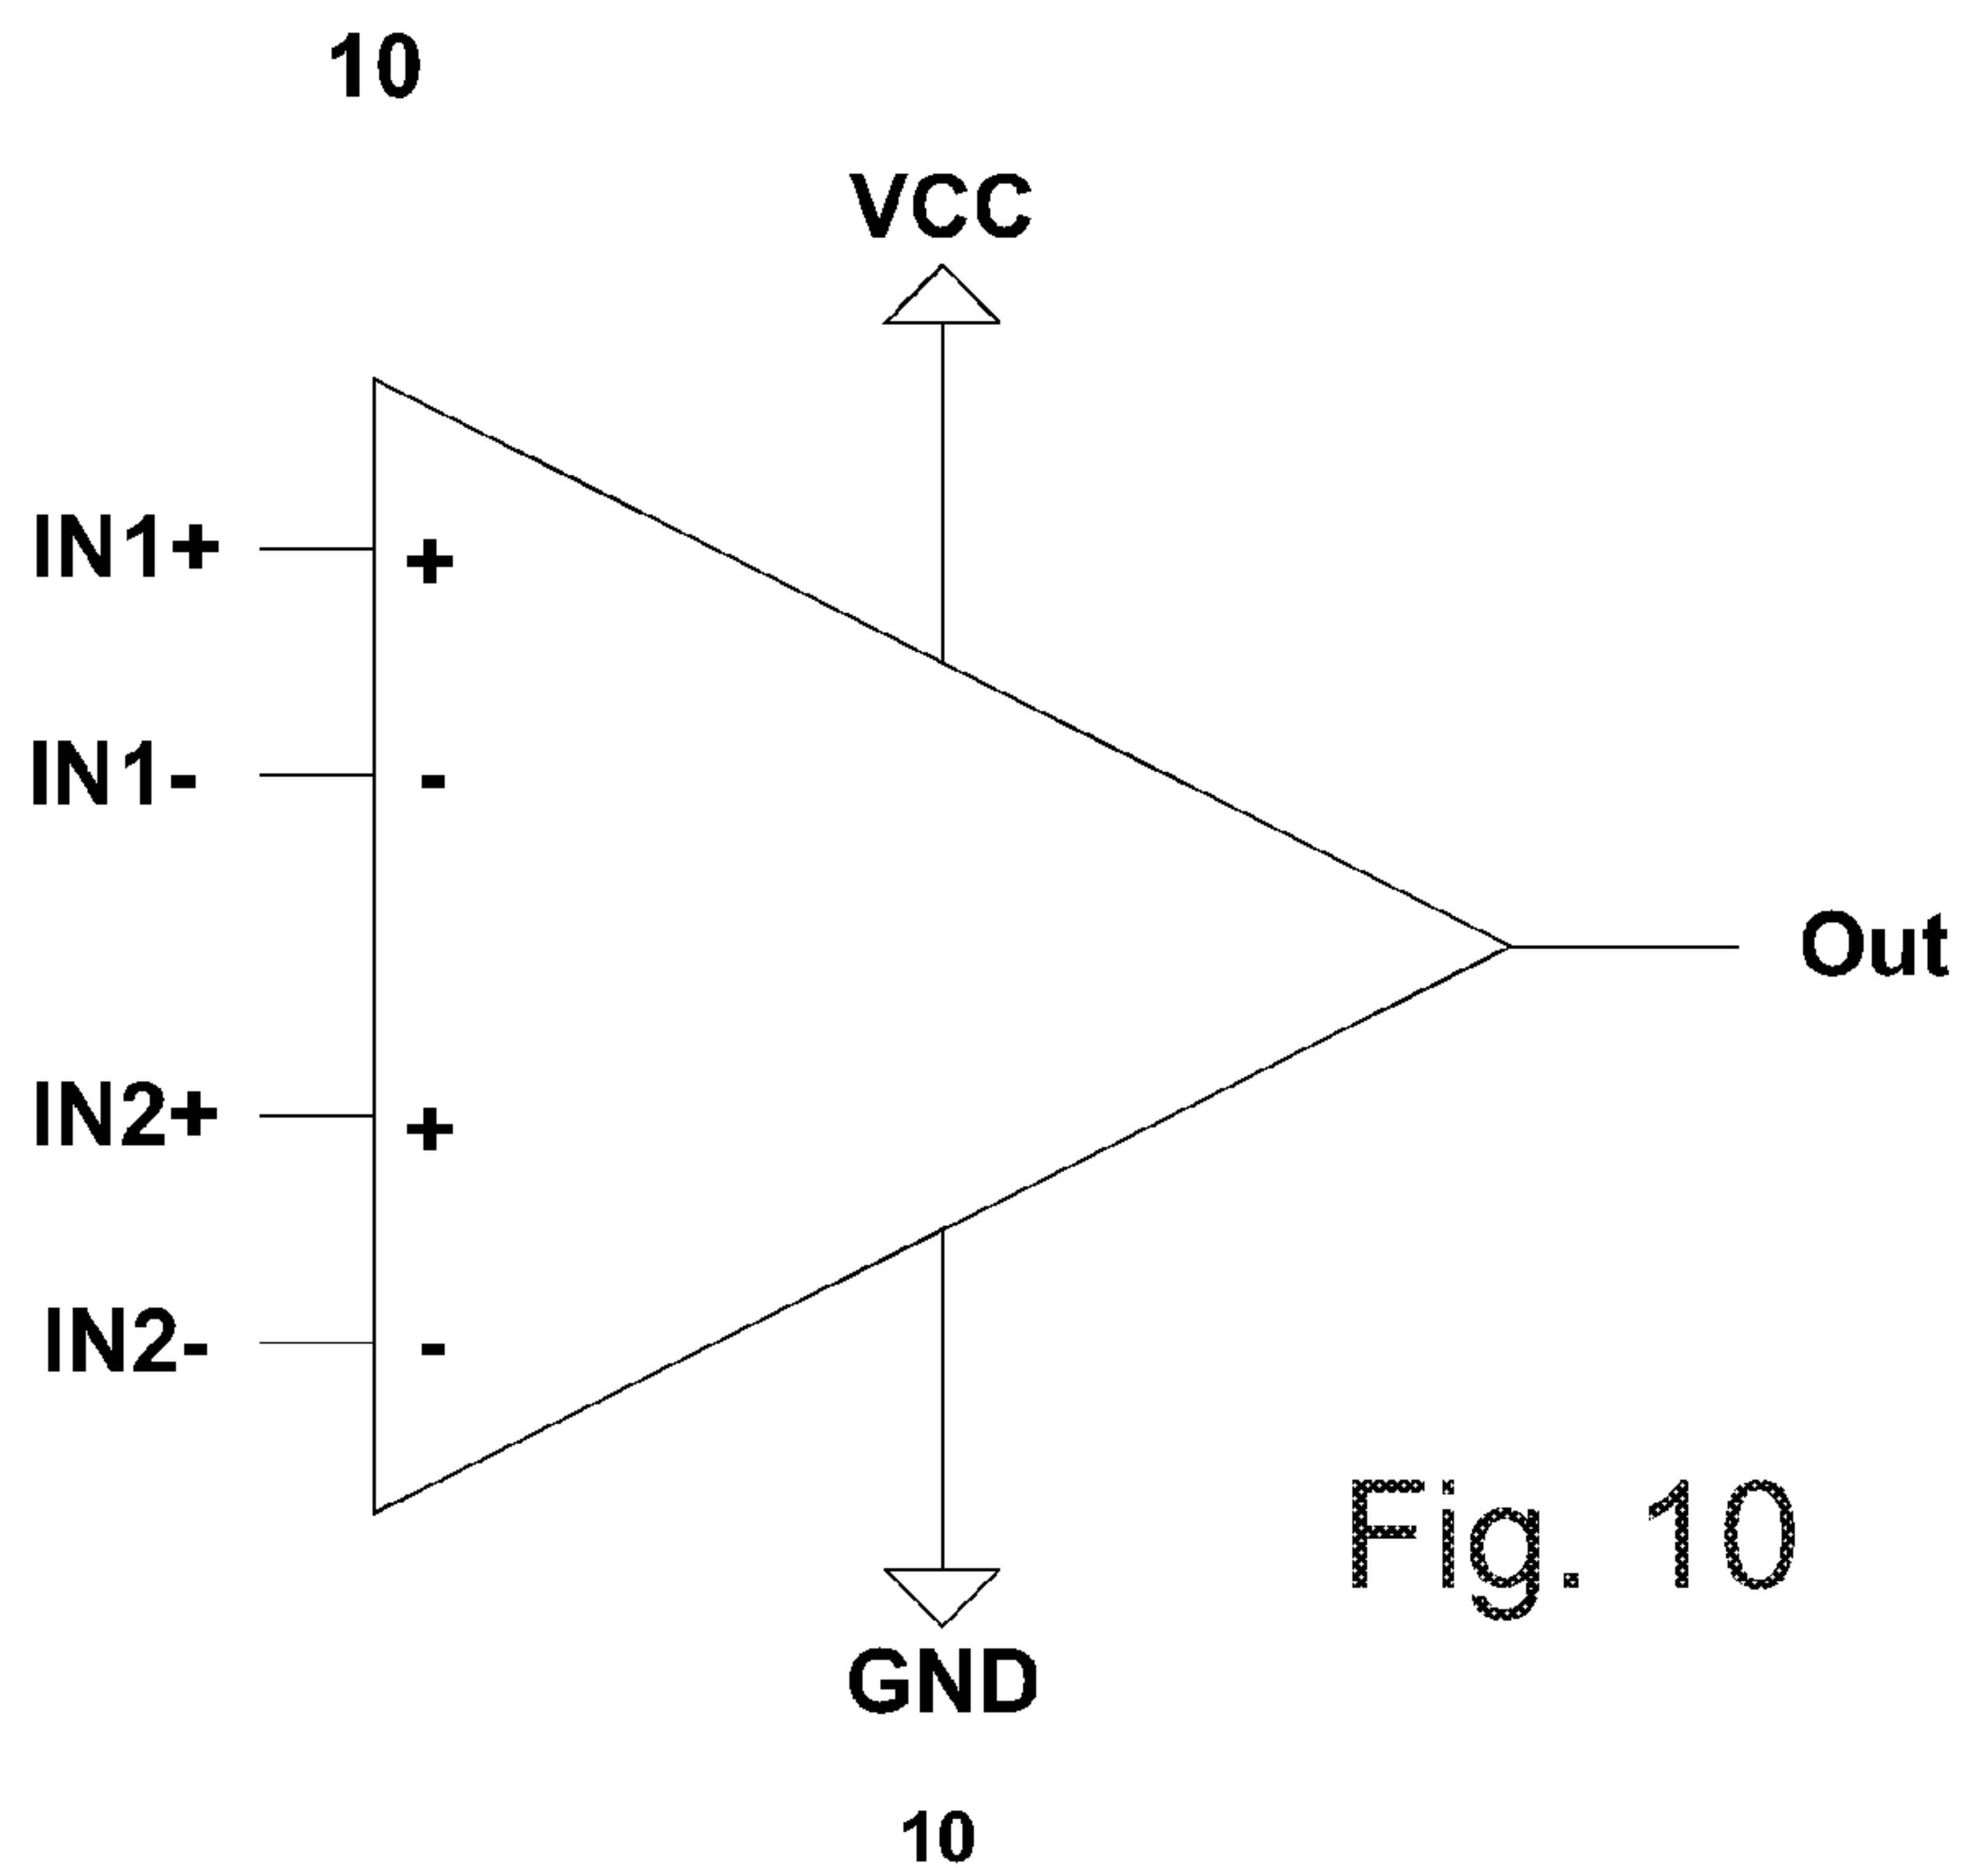 10
VCC
IN1+
+
IN1-
-
Out
IN2+
+
IN2-
-
Fig. 10
GND
10